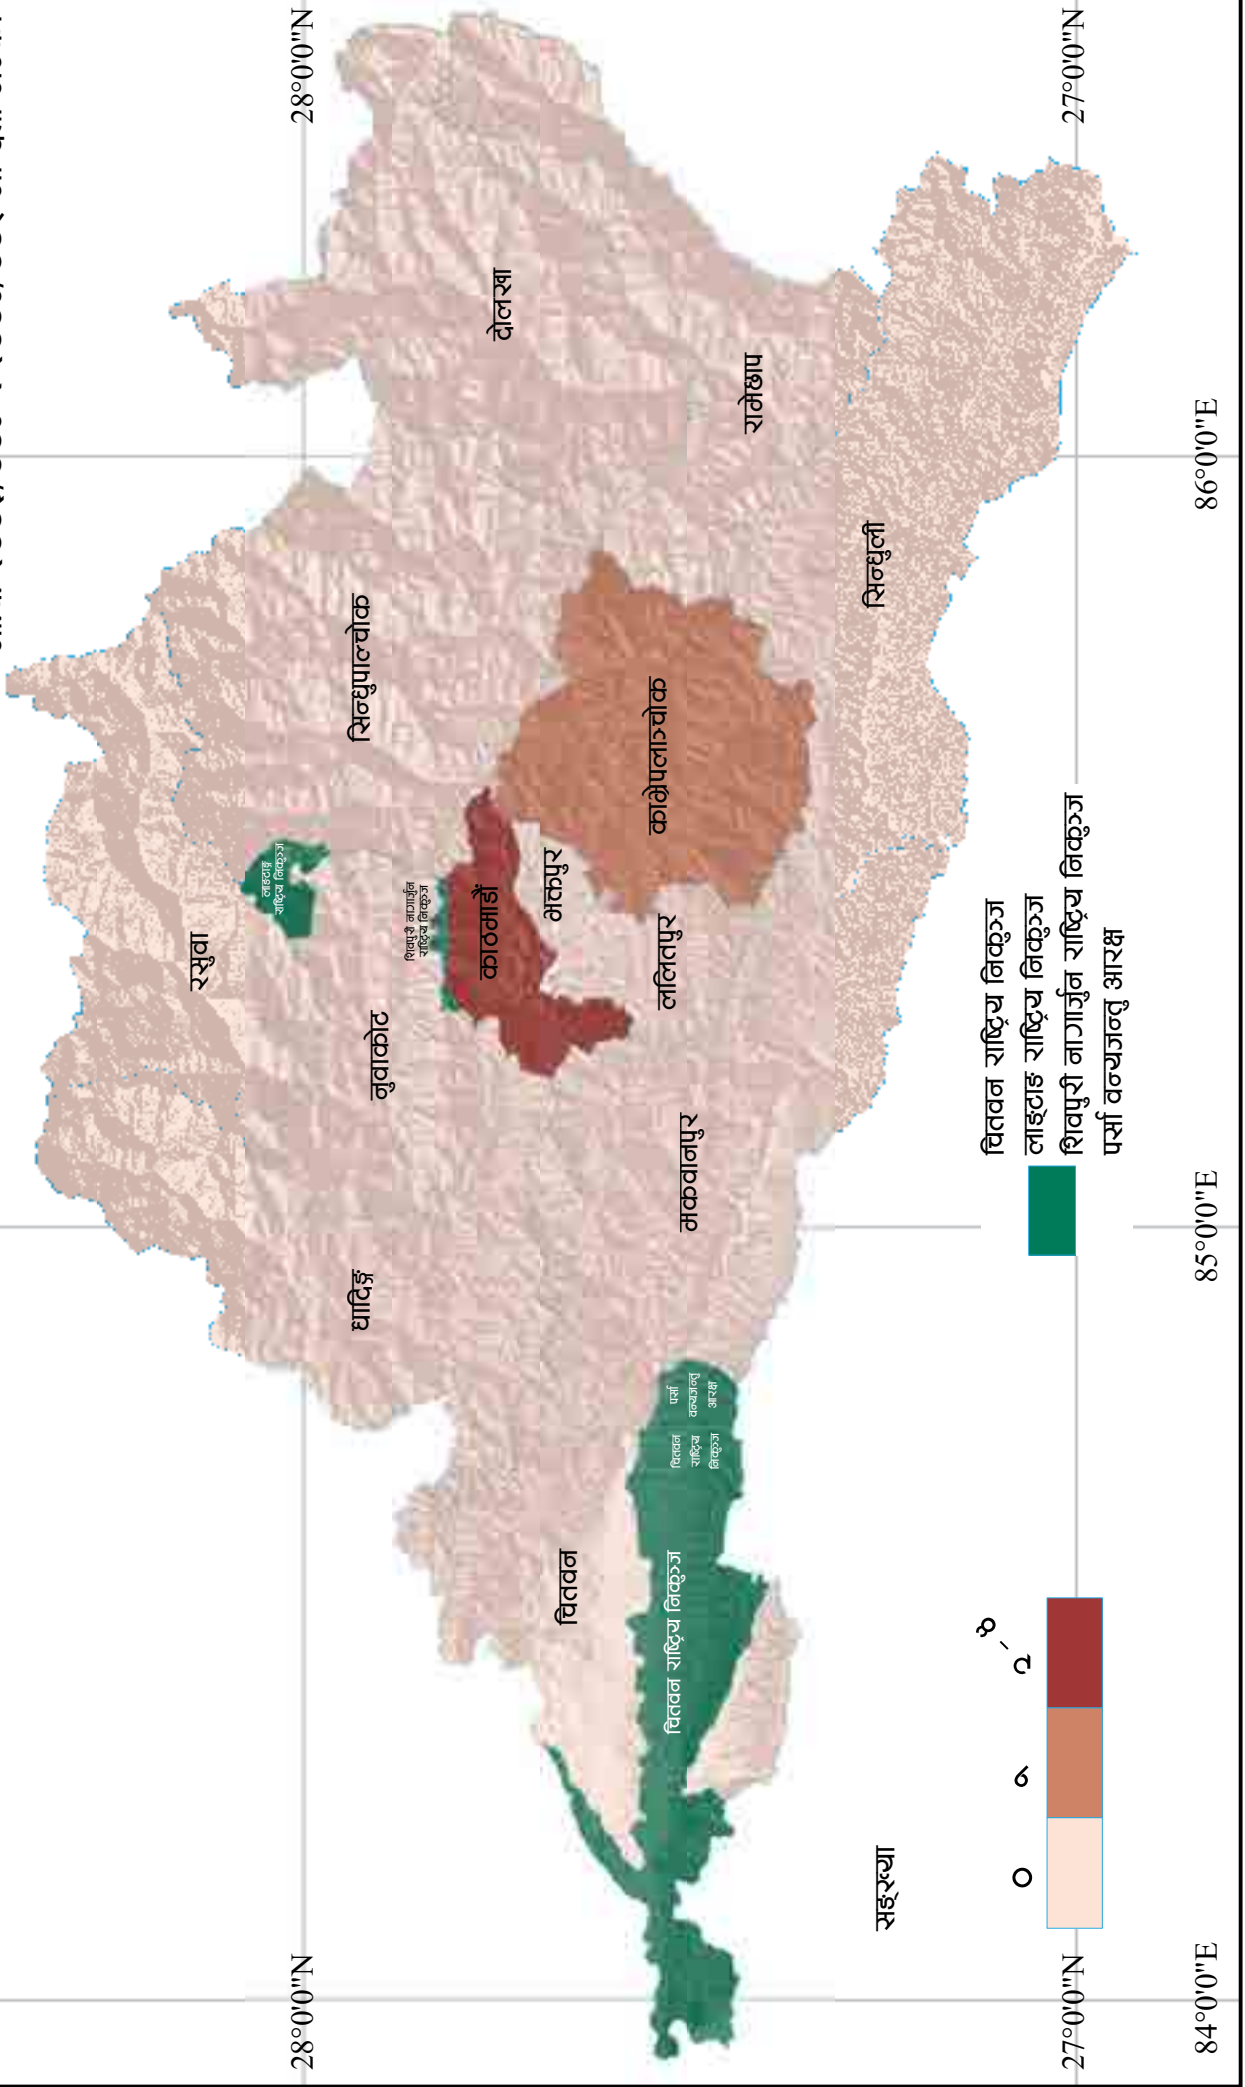 28°0'0"N
28°0'0"N
रसुवा
लाङटाङ
राष्ट्रिय निकुञ्ज
सिन्धुपाल्चोक
धादिङ्ग
नुवाकोट
शिवपुरी नागार्जुन
राष्ट्रिय निकुञ्ज
काठमाडौं
दोलखा
भक्तपुर
चितवन
काभ्रेपलाञ्चोक
ललितपुर
मकवानपुर
रामेछाप
चितवन राष्ट्रिय निकुञ्ज
चितवन
राष्ट्रिय
निकुञ्ज
पर्सा
वन्यजन्तु
आरक्ष
सिन्धुली
सङ्ख्या
० १ २ - ४
चितवन राष्ट्रिय निकुञ्ज
लाङ्टाङ राष्ट्रिय निकुञ्ज
शिवपुरी नागार्जुन राष्ट्रिय निकुञ्ज
पर्सा वन्यजन्तु आरक्ष
27°0'0"N
27°0'0"N
84°0'0"E
85°0'0"E
86°0'0"E